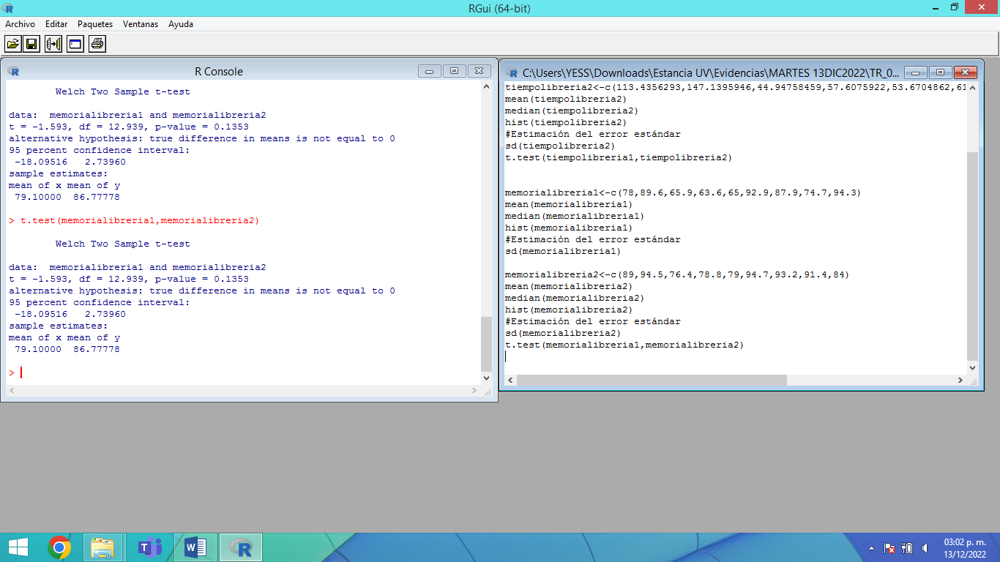 RGui (64-bit)
Archivo Editar Paquetes Ventanas Ayuda
R Console
Welch Two Sample t-test
data:  memorialibreria1 and memorialibreria2
t = -1.593, df = 12.939, p-value = 0.1353
alternative hypothesis: true difference in means is not equal to 0
95 percent confidence interval:
 -18.09516   2.73960
sample estimates:
mean of x mean of y
 79.10000  86.77778
> t.test(memorialibreria1,memorialibreria2)
Welch Two Sample t-test
data:  memorialibreria1 and memorialibreria2
t = -1.593, df = 12.939, p-value = 0.1353
alternative hypothesis: true difference in means is not equal to 0
95 percent confidence interval:
 -18.09516   2.73960
sample estimates:
mean of x mean of y
 79.10000  86.77778
>
C:\Users\YESS\Downloads\Estancia UV\Evidencias\MARTES 13DIC2022\TR_0...
tiempolibreria2<-c(113.4356293,147.1395946,44.94758459,57.6075922,53.6704862,61
mean(tiempolibreria2)
median(tiempolibreria2)
hist(tiempolibreria2)
#Estimación del error estándar
sd(tiempolibreria2)
t.test(tiempolibreria1,tiempolibreria2)
memorialibreria1<-c(78,89.6,65.9,63.6,65,92.9,87.9,74.7,94.3)
mean(memorialibreria1)
median(memorialibreria1)
hist(memorialibreria1)
#Estimación del error estándar
sd(memorialibreria1)
memorialibreria2<-c(89,94.5,76.4,78.8,79,94.7,93.2,91.4,84)
mean(memorialibreria2)
median(memorialibreria2)
hist(memorialibreria2)
#Estimación del error estándar
sd(memorialibreria2)
t.test(memorialibreria1,memorialibreria2)
03:02 p. m.
13/12/2022